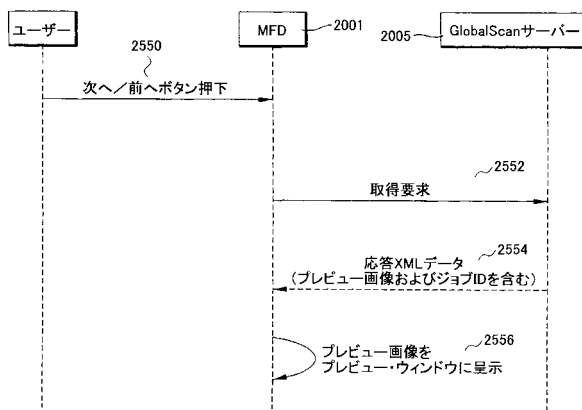 ユーザー
MFD
2001
2005
GlobalScanサーバー
2550
次へ／前へボタン押下
2552
取得要求
2554
応答XMLデータ
(プレビュー画像およびジョブIDを含む)
2556
プレビュー画像を
プレビュー・ウィンドウに呈示